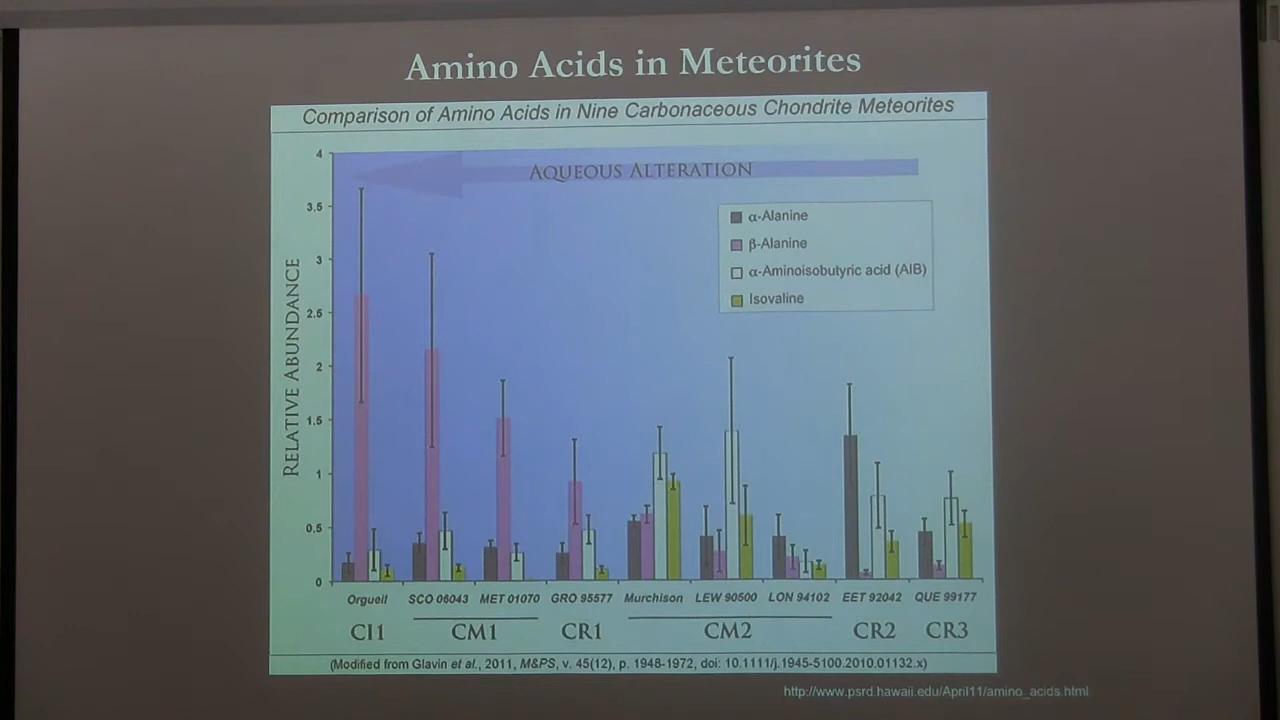 Amino Acids in Meteorites
Comparison of Amino Acids in Nine Carbonaceous Chondrite Meteorites
AQUEOUS ALTERATION
α-Alanine
β-Alanine
α-Aminoisobutyric acid (AIB)
Isovaline
RELATIVE ABUNDANCE
4
3.5
3
2.5
2
1.5
1
0.5
0
Orgueil SCO 06043 MET 01070 GRO 95577 Murchison LEW 90500 LON 94102 EET 92042 QUE 99177
CI1 CM1 CR1 CM2 CR2 CR3
(Modified from Glavin et al., 2011, M&PS, v. 45(12), p. 1948-1972, doi: 10.1111/j.1945-5100.2010.01132.x)
http://www.psrd.hawaii.edu/April11/amino_acids.html